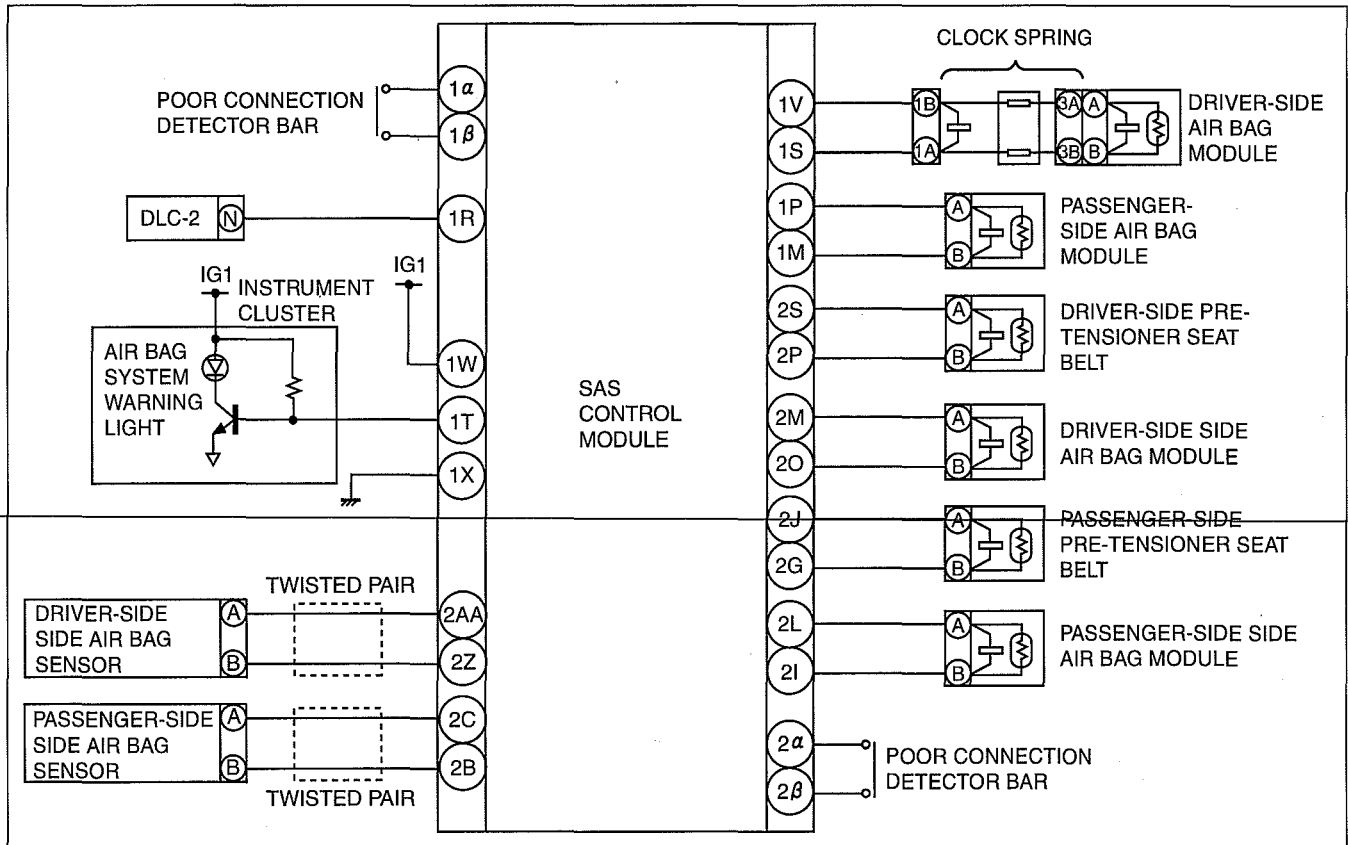 CLOCK SPRING
POOR CONNECTION
DETECTOR BAR
1α
1β
DLC-2 N
1R
IG1
INSTRUMENT
CLUSTER
IG1
AIR BAG
SYSTEM
WARNING
LIGHT
1W
1T
1X
TWISTED PAIR
DRIVER-SIDE
SIDE AIR BAG
SENSOR
A
B
2AA
2Z
PASSENGER-SIDE
SIDE AIR BAG
SENSOR
A
B
2C
2B
TWISTED PAIR
SAS
CONTROL
MODULE
1V
1S
1B
1A
3A A
3B B
DRIVER-SIDE
AIR BAG
MODULE
1P
1M
A
B
PASSENGER-
SIDE AIR BAG
MODULE
2S
2P
A
B
DRIVER-SIDE PRE-
TENSIONER SEAT
BELT
2M
2O
A
B
DRIVER-SIDE SIDE
AIR BAG MODULE
2J
2G
A
B
PASSENGER-SIDE
PRE-TENSIONER SEAT
BELT
2L
2I
A
B
PASSENGER-SIDE SIDE
AIR BAG MODULE
2α
2β
POOR CONNECTION
DETECTOR BAR